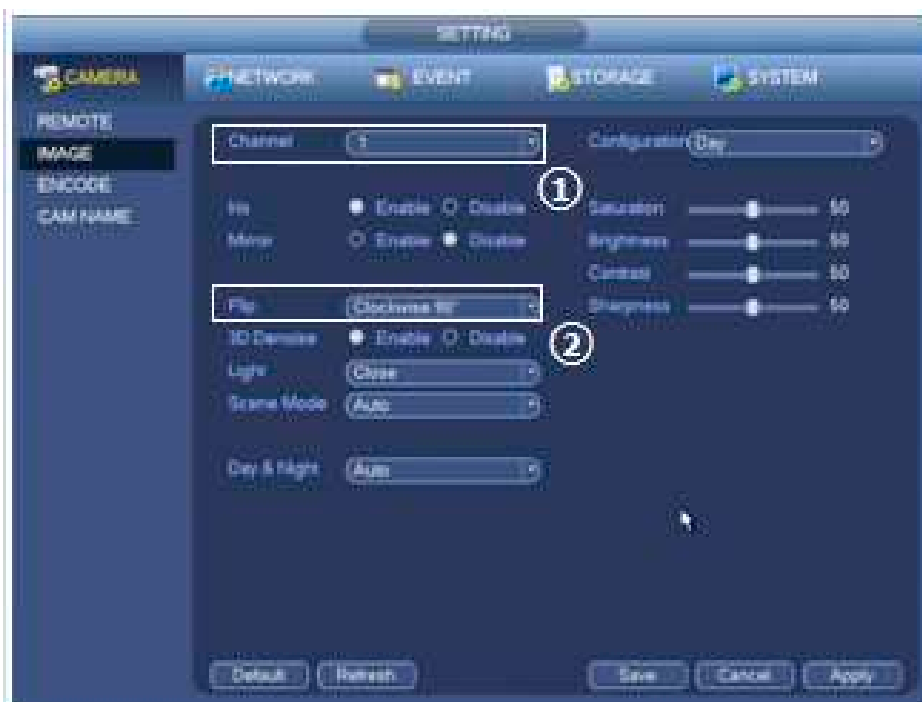 SETTING
CAMERA NETWORK EVENT STORAGE SYSTEM
REMOTE
IMAGE
ENCODE
CAM NAME
Channel 1 Configuration Day
①
Iris Enable Disable Saturation 50
Mirror Enable Disable Brightness 50
Contrast 50
Flip Clockwise 90° Sharpness 50
3D Denoise Enable Disable
②
Light Close
Scene Mode Auto
Day & Night Auto
Default Refresh Save Cancel Apply